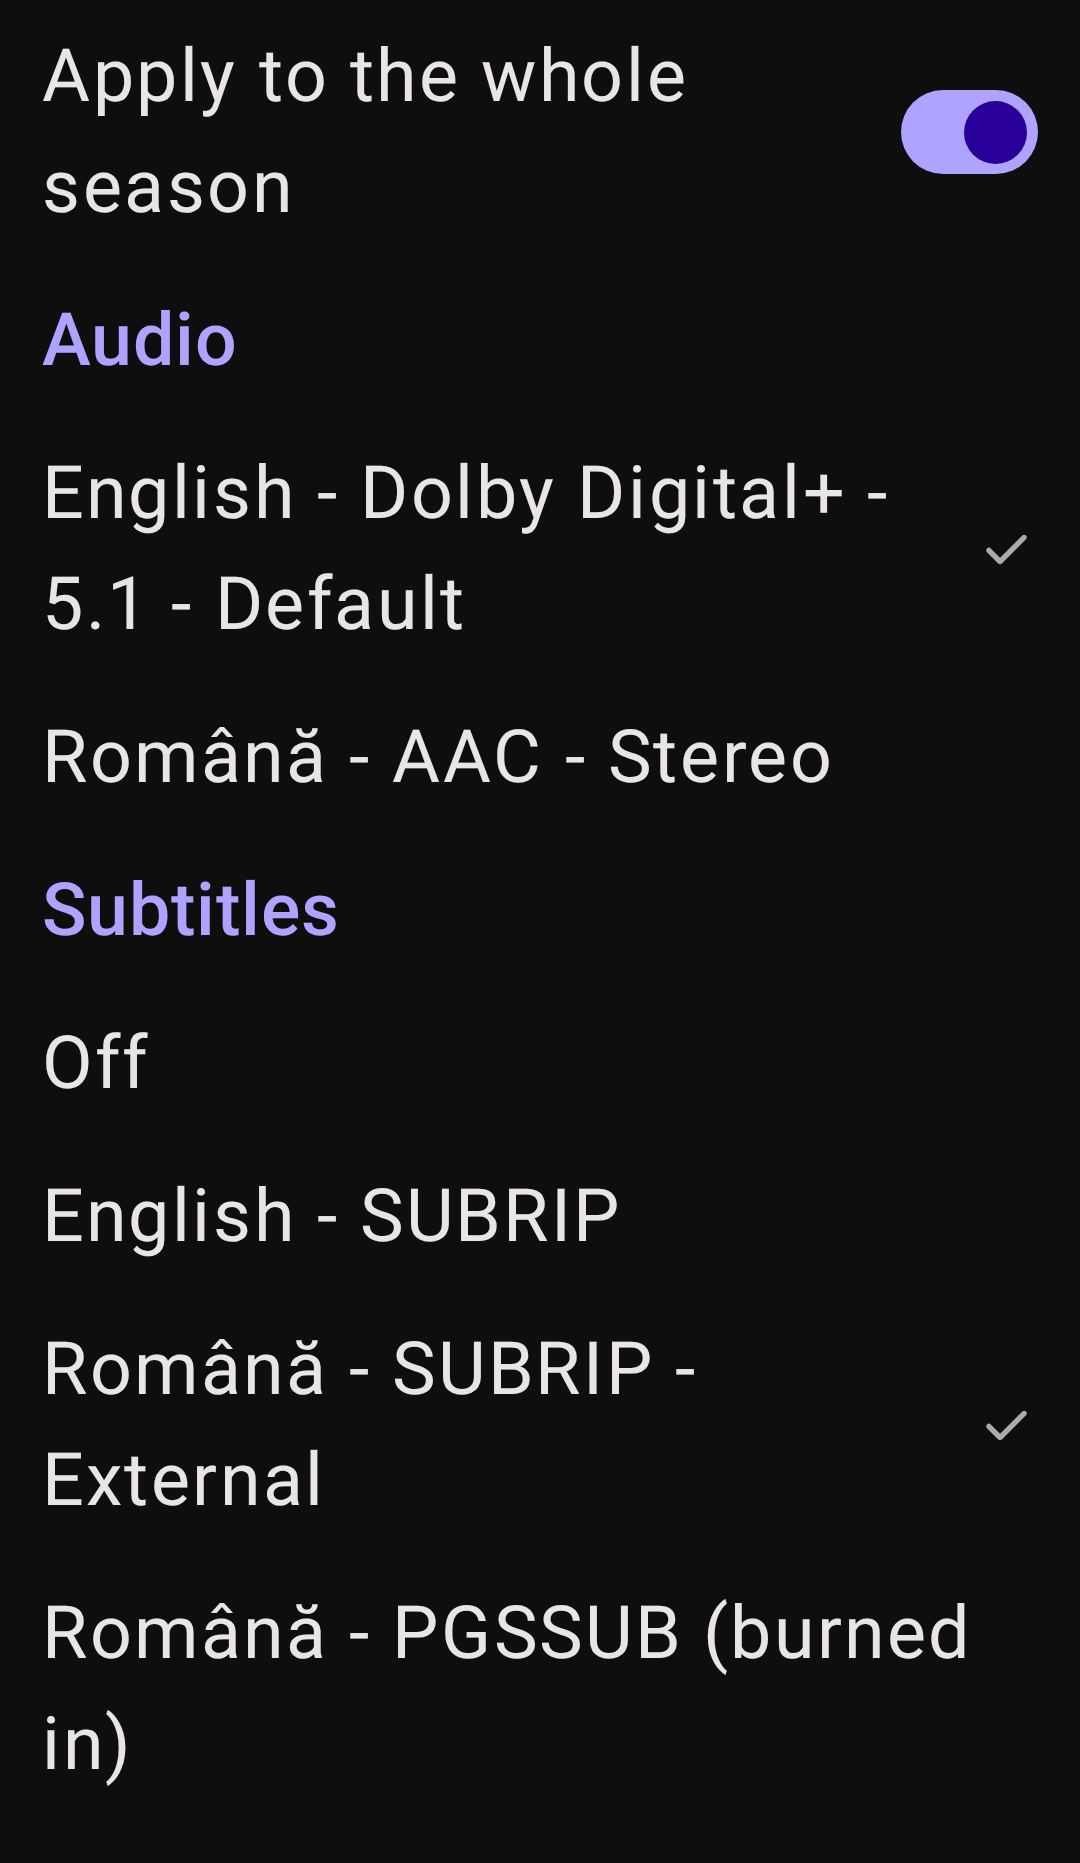 Apply to the whole
season
Audio
English - Dolby Digital+ -
5.1 - Default
Română - AAC - Stereo
Subtitles
Off
English - SUBRIP
Română - SUBRIP -
External
Română - PGSSUB (burned
in)